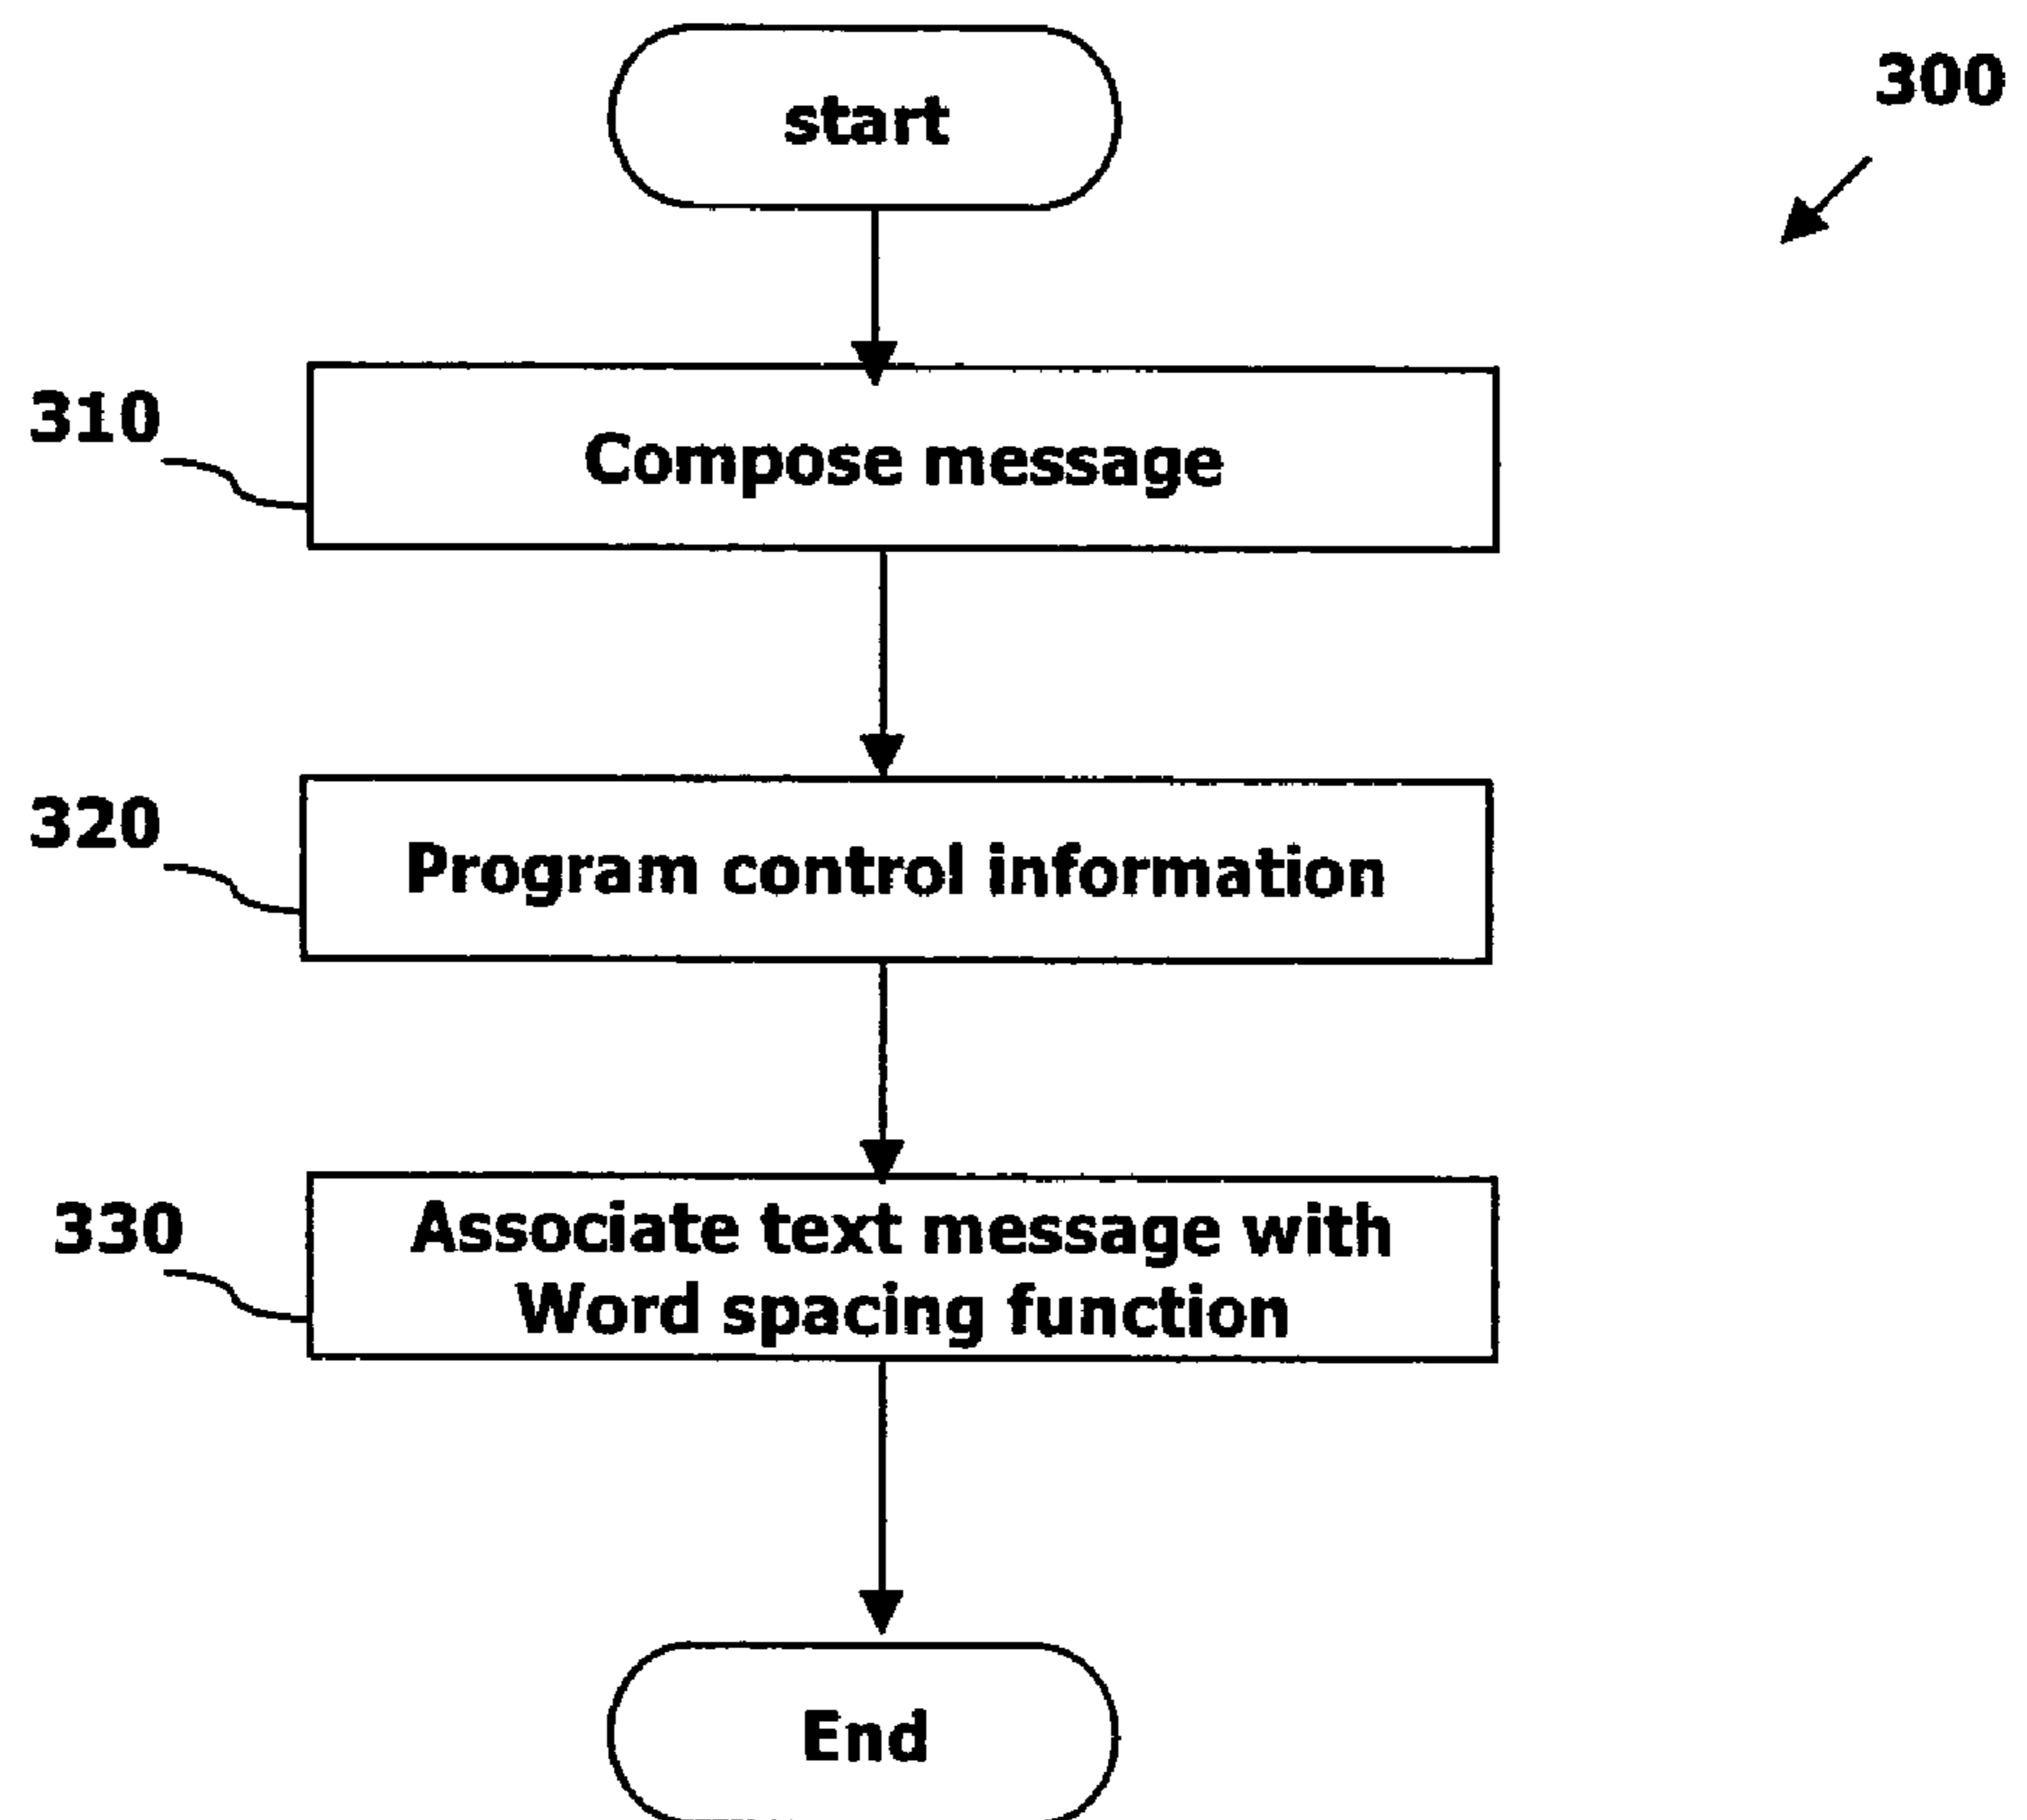 start
300
310
Compose message
320
Program control information
330
Associate text message with
Word spacing function
End